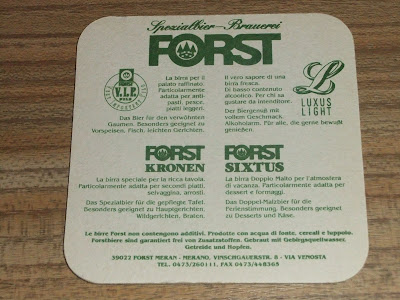 Spezialbier-Brauerei
FORST
La birra per il
palato raffinato.
Particolarmente
adatta per anti-
pasti, pesce,
piatti leggeri.
Das Bier für den verwöhnten
Gaumen. Besonders geeignet zu
Vorspeisen, Fisch, leichten Gerichten.
V.I.P.
PILS
Il vero sapore di una
birra fresca.
Di basso contenuto
alcoolico. Per chi sa
gustare da intenditore.
Der Biergenuß mit
vollem Geschmack.
Alkoholarm. Für alle, die gerne bewußt
genießen.
L
LUXUS
LIGHT
FORST
KRONEN
La birra speciale per la ricca tavola.
Particolarmente adatta per secondi piatti,
selvaggina, arrosti.
Das Spezialbier für die gepflegte Tafel.
Besonders geeignet zu Hauptgerichten,
Wildgerichten, Braten.
FORST
SIXTUS
La birra Doppio Malto per l'atmosfera
di vacanza. Particolarmente adatta per
dessert e formaggi.
Das Doppel-Malzbier für die
Ferienstimmung. Besonders geeignet
zu Desserts und Käse.
Le birre Forst non contengono additivi. Prodotte con acqua di fonte, cereali e luppolo.
Forstbiere sind garantiert frei von Zusatzstoffen. Gebraut mit Gebirgsquellwasser,
Getreide und Hopfen.
39022 FORST MERAN - MERANO, VINSCHGAUERSTR. 8 - VIA VENOSTA
TEL. 0473/260111, FAX 0473/448365